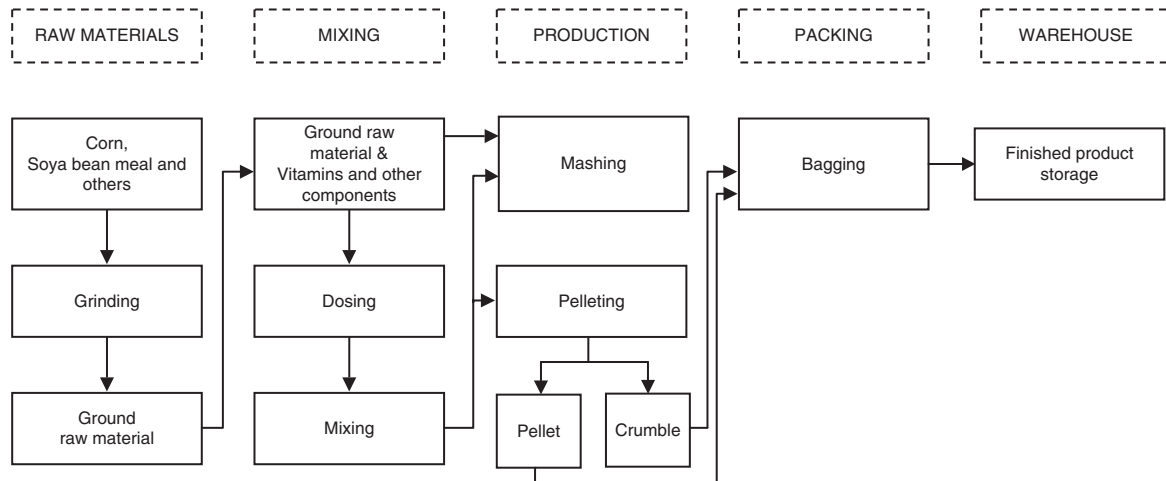 RAW MATERIALS
MIXING
PRODUCTION
PACKING
WAREHOUSE
Corn,
Soya bean meal and
others
Grinding
Ground
raw material
Ground raw
material &
Vitamins and other
components
Dosing
Mixing
Mashing
Pelleting
Pellet
Crumble
Bagging
Finished product
storage